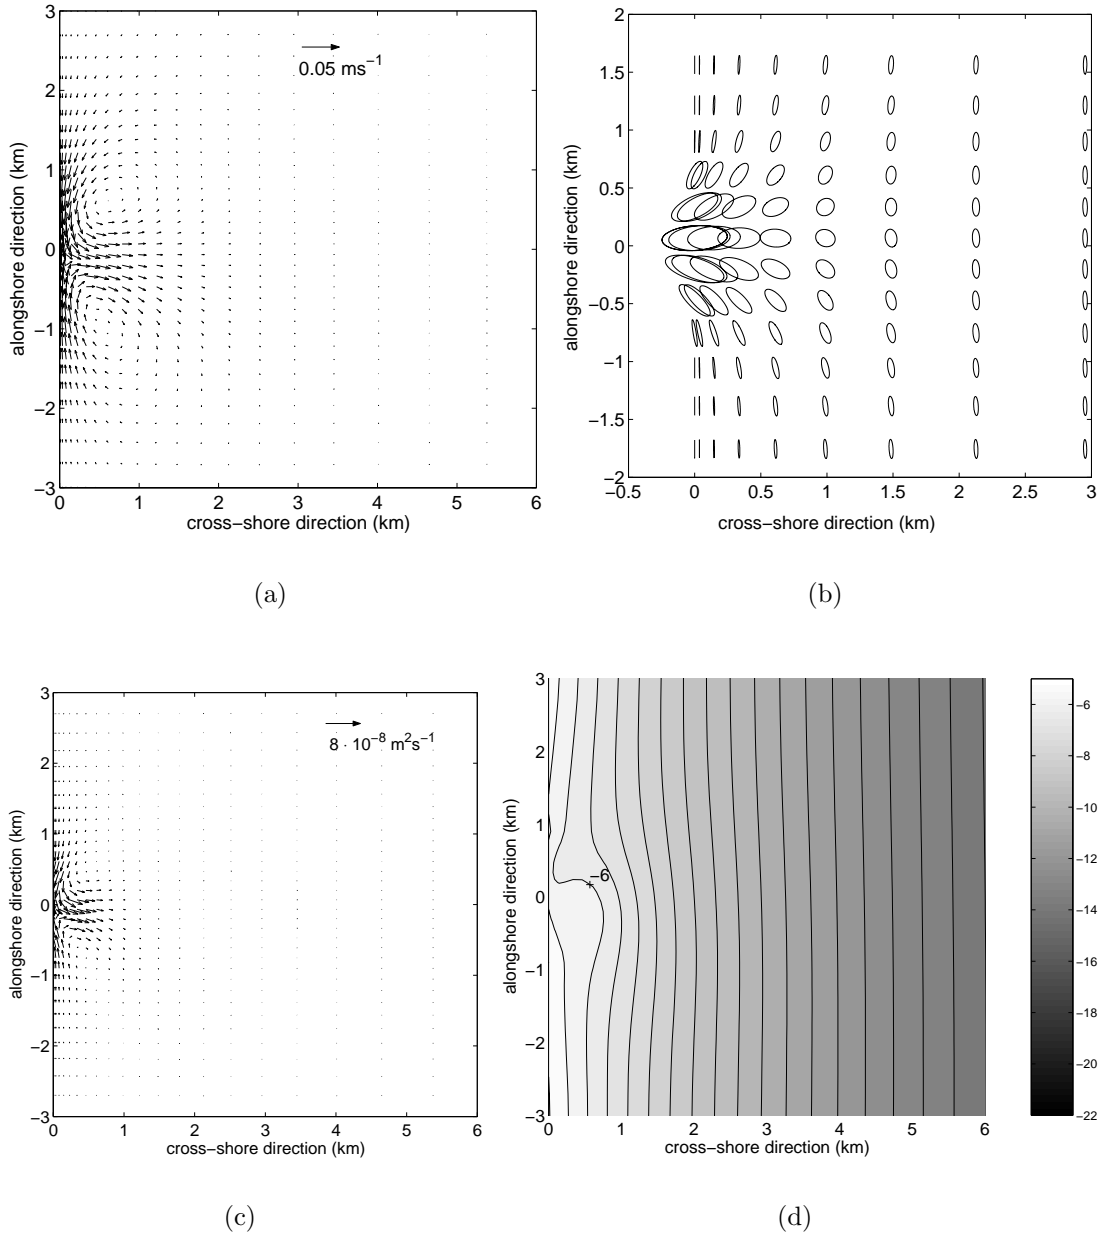 3
2
1
0
−1
−2
−3
0 1 2 3 4 5 6
alongshore direction (km)
cross−shore direction (km)
0.05 ms⁻¹
(a)
2
1.5
1
0.5
0
−0.5
−1
−1.5
−2
−0.5 0 0.5 1 1.5 2 2.5 3
alongshore direction (km)
cross−shore direction (km)
(b)
3
2
1
0
−1
−2
−3
0 1 2 3 4 5 6
alongshore direction (km)
cross−shore direction (km)
8 · 10⁻⁸ m²s⁻¹
(c)
3
2
1
0
−1
−2
−3
0 1 2 3 4 5 6
alongshore direction (km)
cross−shore direction (km)
−6
−6
−8
−10
−12
−14
−16
−18
−20
−22
(d)